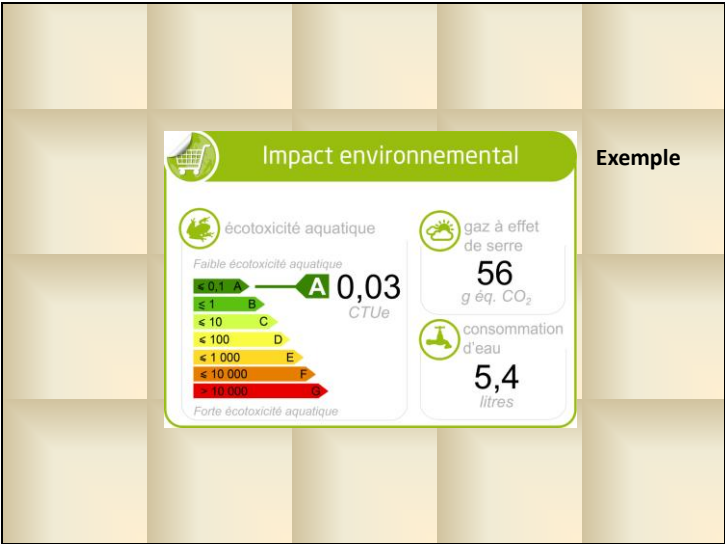 Impact environnemental
Exemple
écotoxicité aquatique
Faible écotoxicité aquatique
≤ 0,1 A
A 0,03
CTUe
≤ 1 B
≤ 10 C
≤ 100 D
≤ 1 000 E
≤ 10 000 F
> 10 000 G
Forte écotoxicité aquatique
gaz à effet
de serre
56
g éq. CO₂
consommation
d'eau
5,4
litres